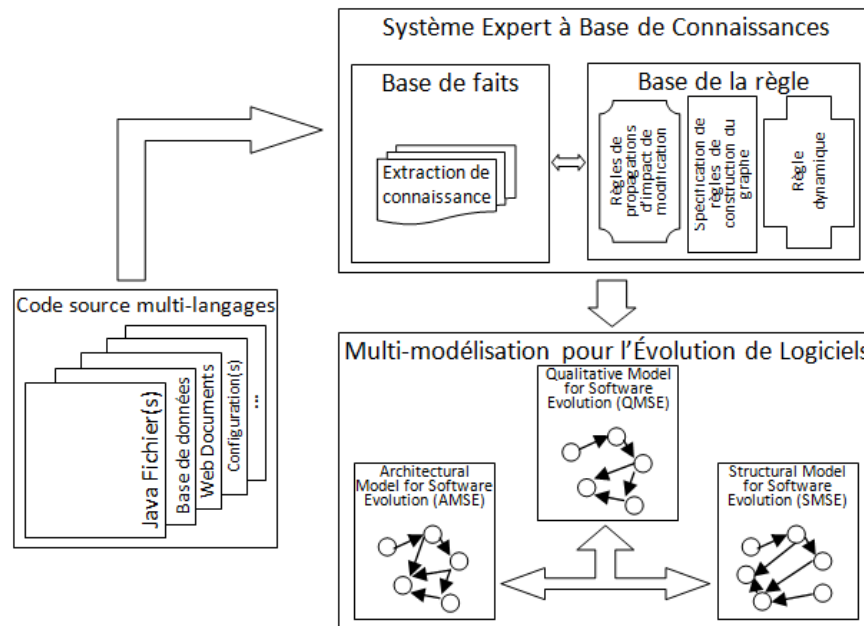 Système Expert à Base de Connaissances
Base de faits
Extraction de
connaissance
Base de la règle
Règles de
propagations
d'impact de
modification
Spécification de
règles de
construction du
graphe
Règle
dynamique
Code source multi-langages
Java Fichier(s)
Base de données
Web Documents
Configuration(s)
...
Multi-modélisation pour l'Évolution de Logiciels
Qualitative Model
for Software
Evolution (QMSE)
Architectural
Model for Software
Evolution (AMSE)
Structural Model
for Software
Evolution (SMSE)